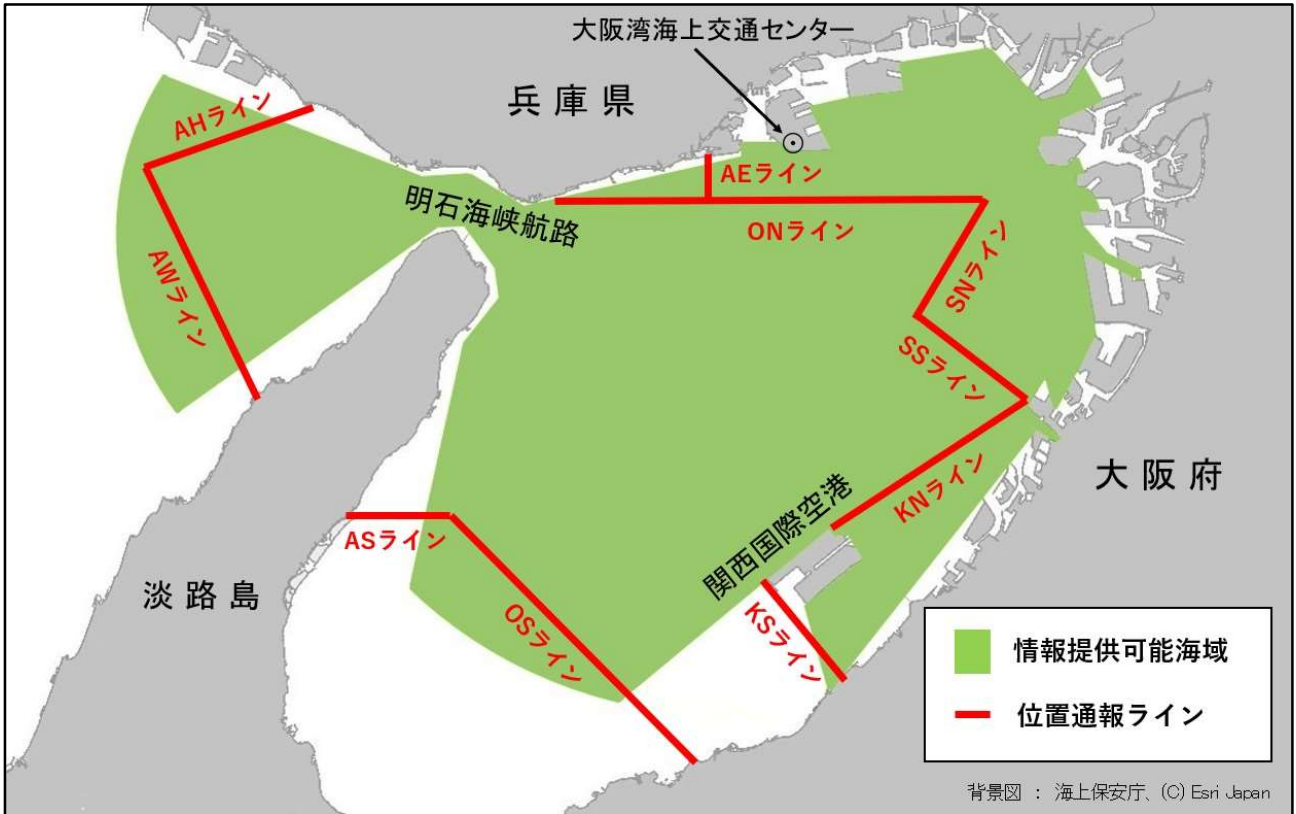 大阪湾海上交通センター
兵庫県
AHライン
AEライン
明石海峡航路
ONライン
AWライン
SNライン
SSライン
大阪府
KNライン
関西国際空港
ASライン
淡路島
OSライン
KSライン
情報提供可能海域
位置通報ライン
背景図 : 海上保安庁、(C) Esri Japan